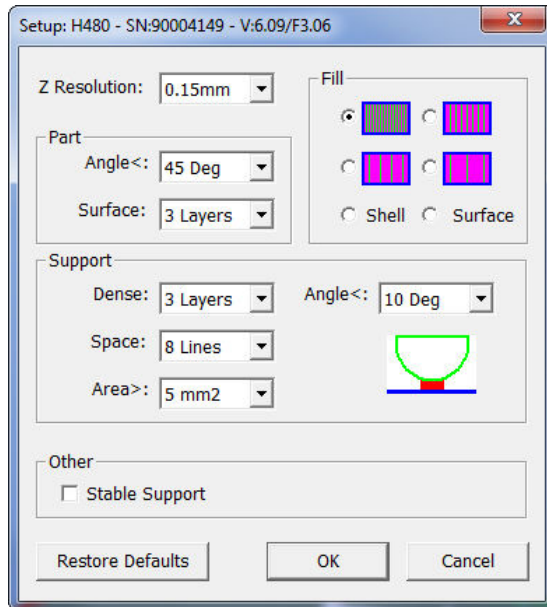 Setup: H480 - SN:90004149 - V:6.09/F3.06
Z Resolution: 0.15mm
Fill
Part
Angle<: 45 Deg
Surface: 3 Layers
Shell Surface
Support
Dense: 3 Layers Angle<: 10 Deg
Space: 8 Lines
Area>: 5 mm2
Other
Stable Support
Restore Defaults OK Cancel